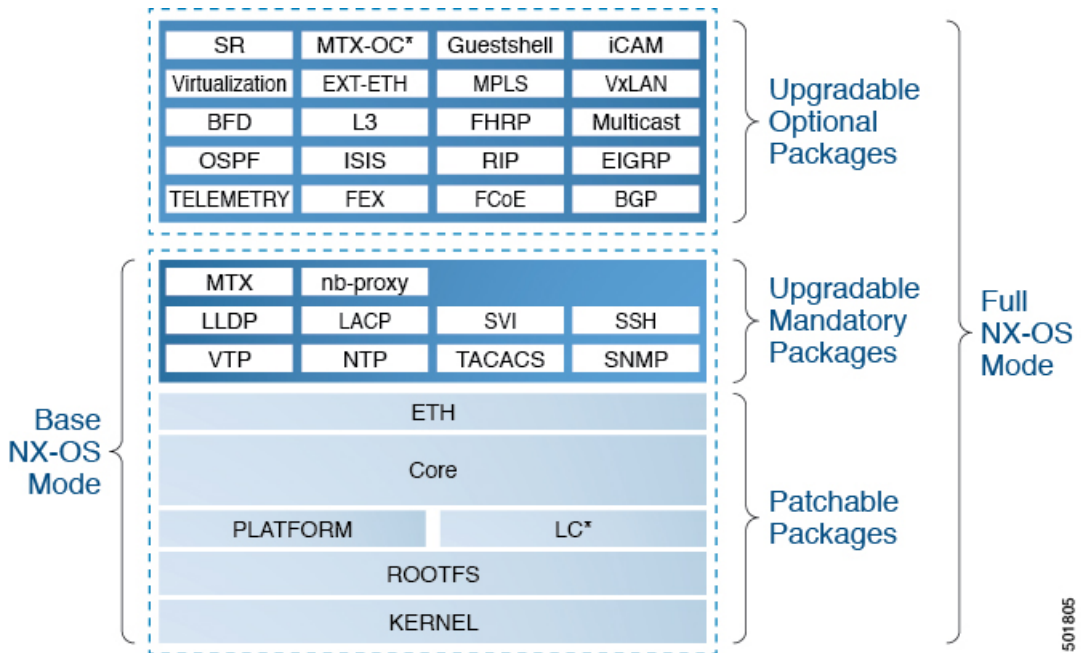 SR MTX-OC* Guestshell iCAM
Virtualization EXT-ETH MPLS VxLAN
BFD L3 FHRP Multicast
OSPF ISIS RIP EIGRP
TELEMETRY FEX FCoE BGP
Upgradable
Optional
Packages
MTX nb-proxy
LLDP LACP SVI SSH
VTP NTP TACACS SNMP
Upgradable
Mandatory
Packages
Full
NX-OS
Mode
Base
NX-OS
Mode
ETH
Core
PLATFORM LC*
ROOTFS
KERNEL
Patchable
Packages
501805